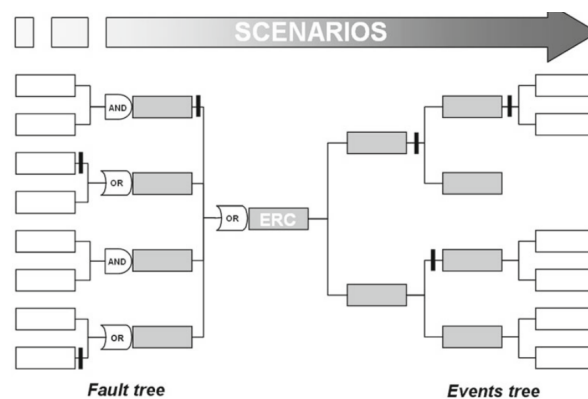 SCENARIOS
AND
OR
OR
ERC
AND
OR
Fault tree
Events tree